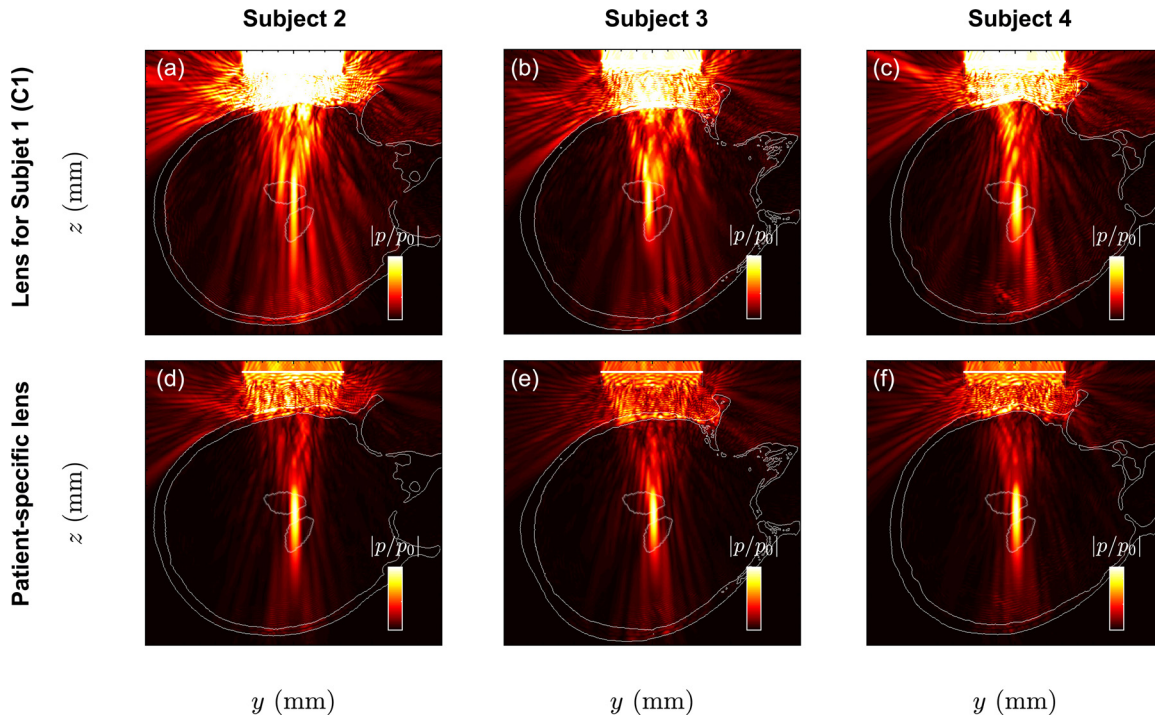 Subject 2 Subject 3 Subject 4
Lens for Subjet 1 (C1)
z (mm)
(a) (b) (c)
|p/p0| |p/p0| |p/p0|
Patient-specific lens
z (mm)
(d) (e) (f)
|p/p0| |p/p0| |p/p0|
y (mm) y (mm) y (mm)